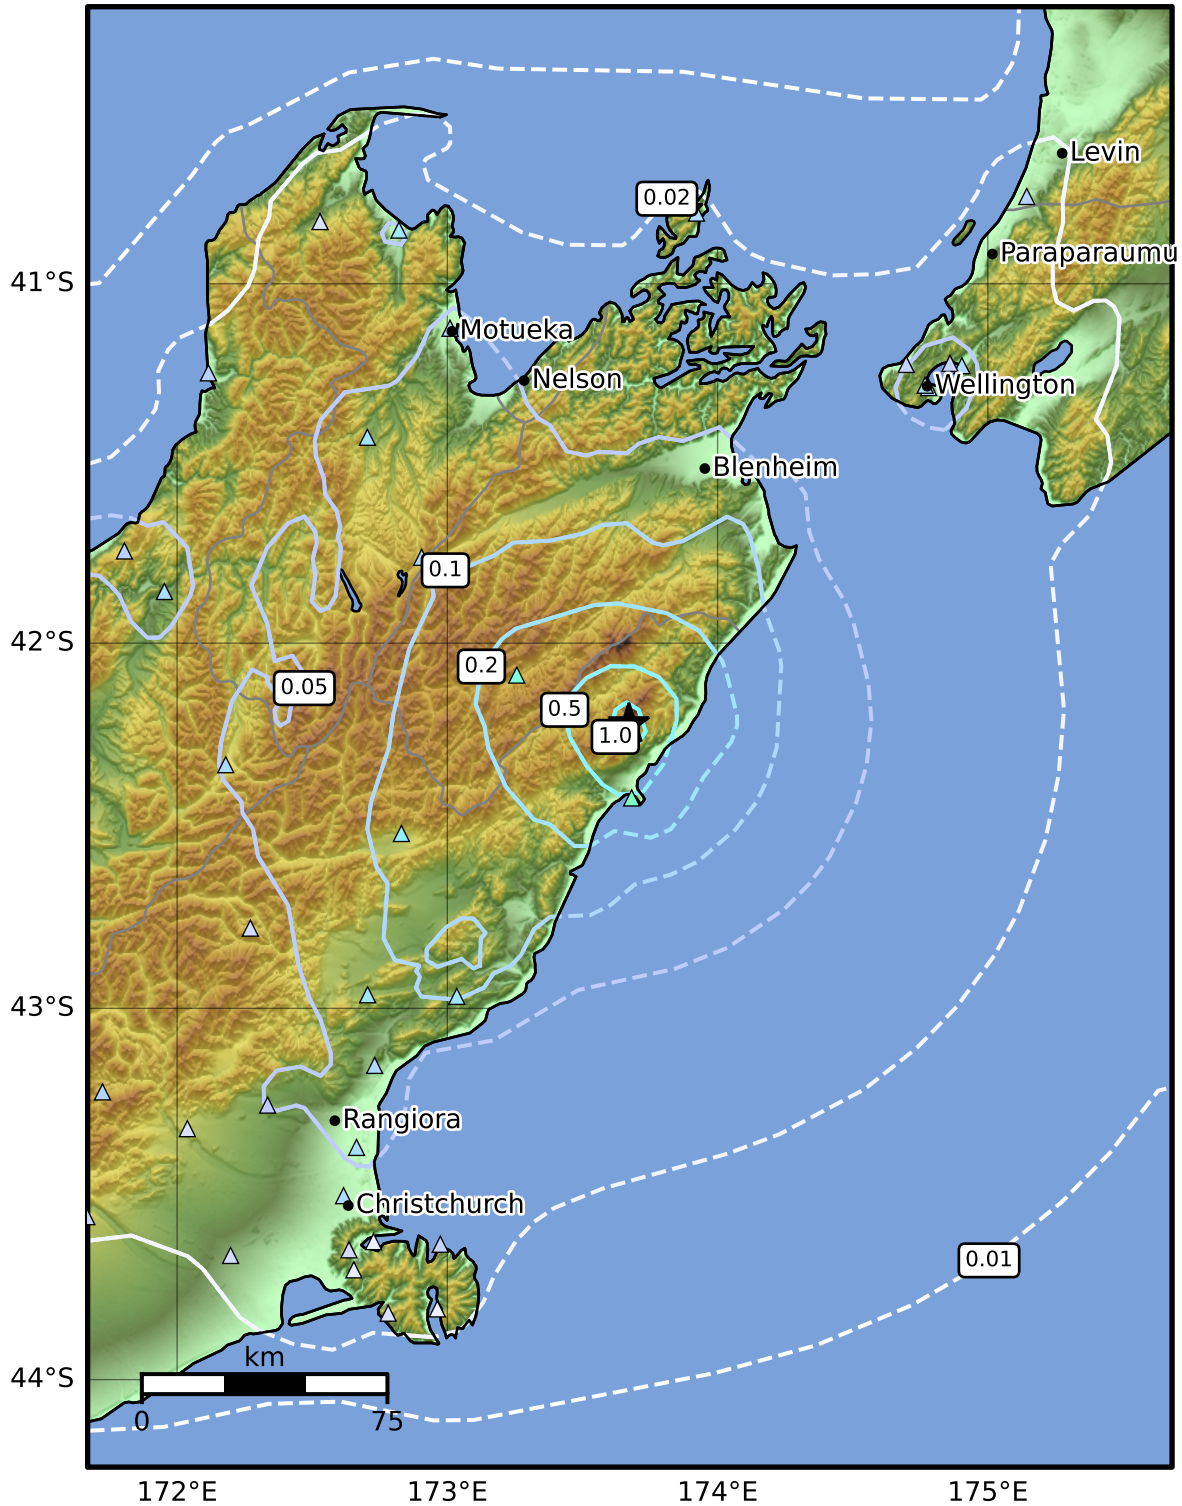 Levin
0.02
Paraparaumu
41°S
Motueka
Nelson
Wellington
Blenheim
0.1
42°S
0.2
0.05
0.5
1.0
43°S
Rangiora
Christchurch
0.01
km
44°S
0
75
172°E
173°E
174°E
175°E